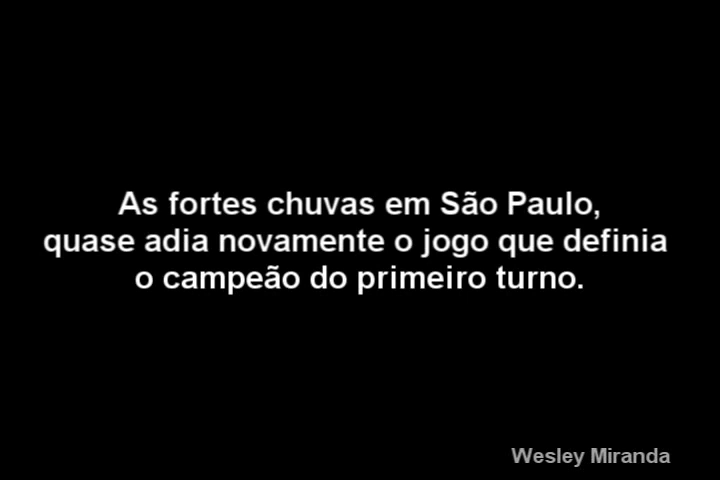 As fortes chuvas em São Paulo,
quase adia novamente o jogo que definia
o campeão do primeiro turno.
Wesley Miranda